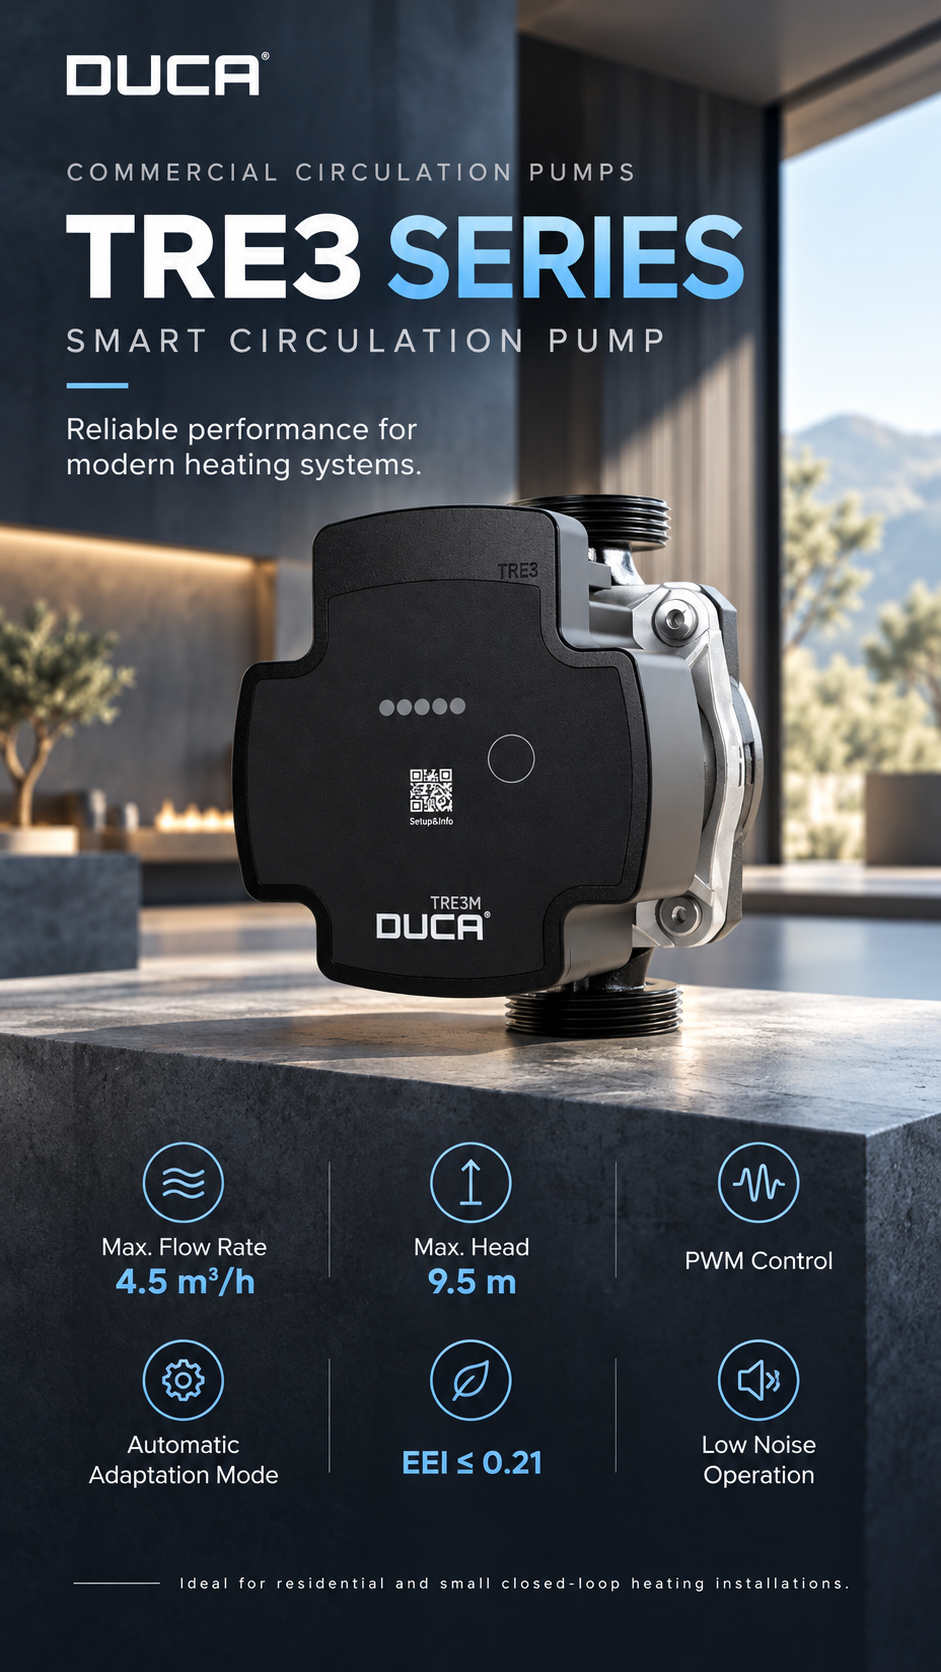 DUCA®
COMMERCIAL CIRCULATION PUMPS
TRE3 SERIES
SMART CIRCULATION PUMP
Reliable performance for
modern heating systems.
TRE3
Setup&Info
TRE3M
DUCA®
Max. Flow Rate
4.5 m³/h
Max. Head
9.5 m
PWM Control
Automatic
Adaptation Mode
EEI ≤ 0.21
Low Noise
Operation
Ideal for residential and small closed-loop heating installations.